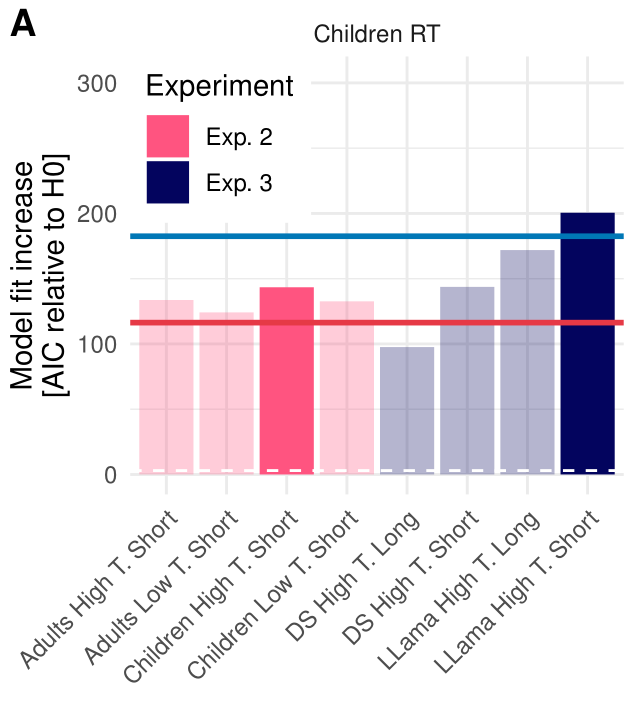 A
Children RT
Experiment
Exp. 2
Exp. 3
Model fit increase
[AIC relative to H0]
300
200
100
0
Adults High T. Short
Adults Low T. Short
Children High T. Short
Children Low T. Short
DS High T. Long
DS High T. Short
LLama High T. Long
LLama High T. Short